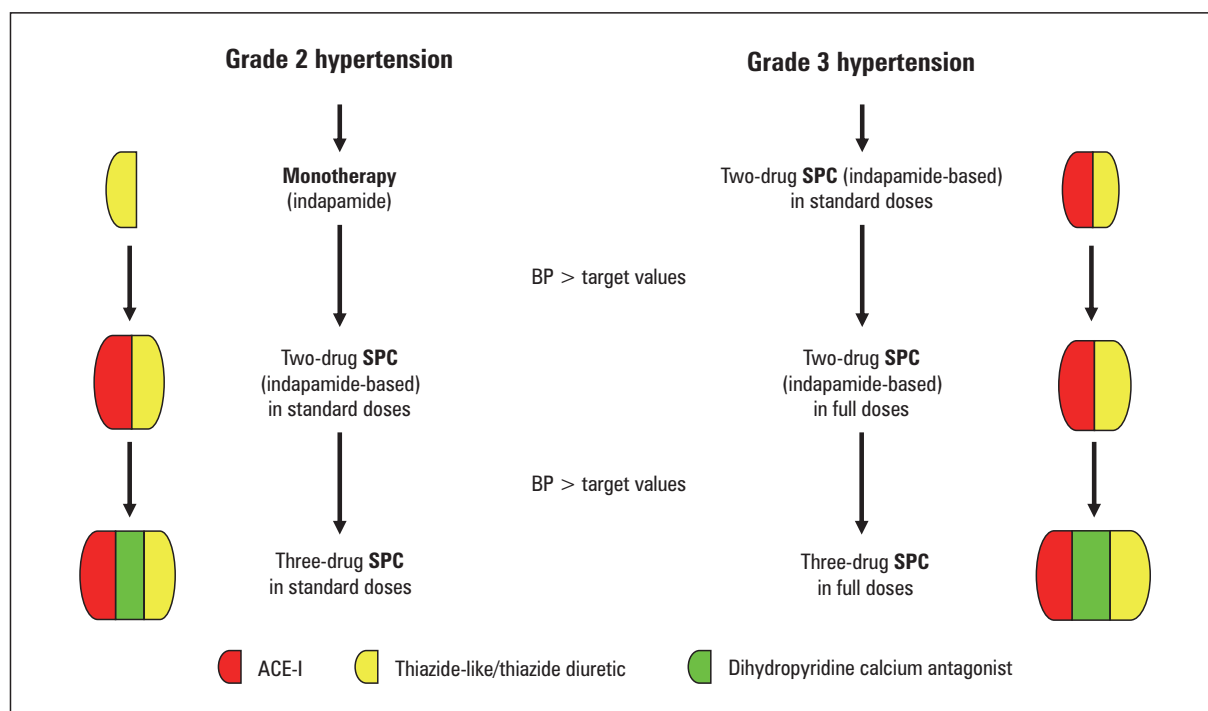 Grade 2 hypertension
Grade 3 hypertension
Monotherapy
(indapamide)
Two-drug SPC (indapamide-based)
in standard doses
BP > target values
Two-drug SPC
(indapamide-based)
in standard doses
Two-drug SPC
(indapamide-based)
in full doses
BP > target values
Three-drug SPC
in standard doses
Three-drug SPC
in full doses
ACE-I
Thiazide-like/thiazide diuretic
Dihydropyridine calcium antagonist